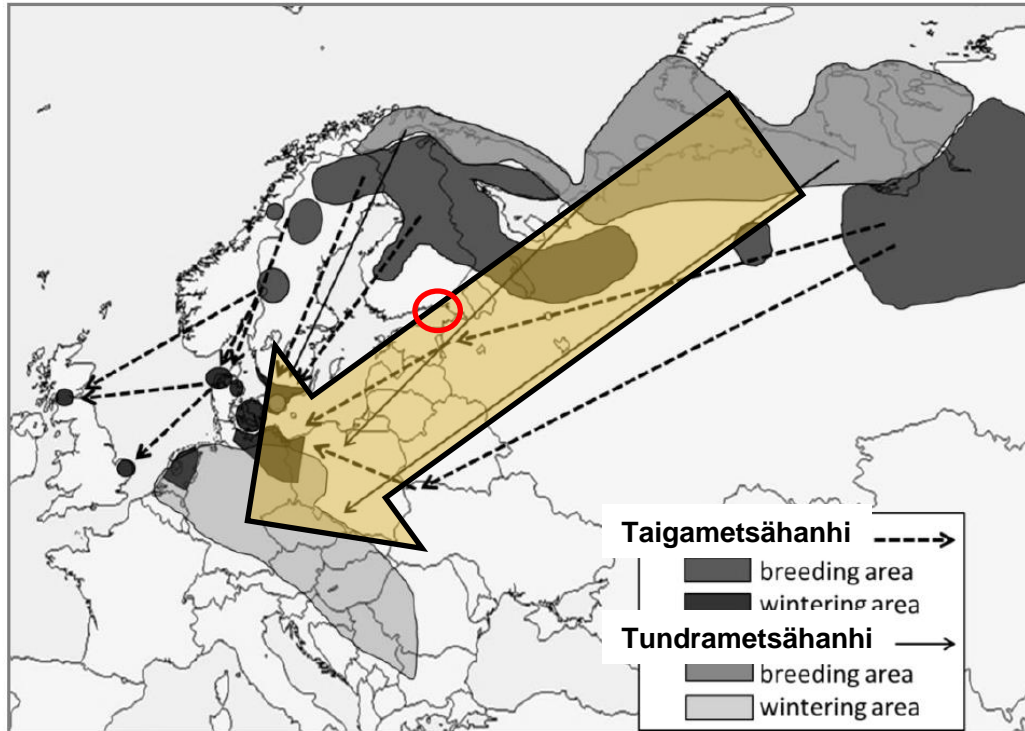 Taigametsähanhi
breeding area
wintering area
Tundrametsähanhi
breeding area
wintering area